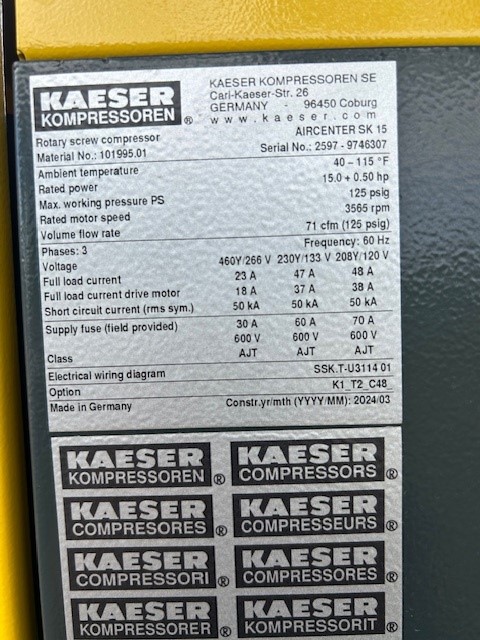 KAESER
KOMPRESSOREN ®
KAESER KOMPRESSOREN SE
Carl-Kaeser-Str. 26
GERMANY - 96450 Coburg
www.kaeser.com
Rotary screw compressor AIRCENTER SK 15
Material No.: 101995.01 Serial No.: 2597 - 9746307
Ambient temperature 40 – 115 °F
Rated power 15.0 + 0.50 hp
Max. working pressure PS 125 psig
Rated motor speed 3565 rpm
Volume flow rate 71 cfm (125 psig)
Phases: 3 Frequency: 60 Hz
Voltage 460Y/266 V 230Y/133 V 208Y/120 V
Full load current 23 A 47 A 48 A
Full load current drive motor 18 A 37 A 38 A
Short circuit current (rms sym.) 50 kA 50 kA 50 kA
Supply fuse (field provided) 30 A 60 A 70 A
600 V 600 V 600 V
Class AJT AJT AJT
Electrical wiring diagram SSK.T-U3114 01
Option K1_T2_C48_
Made in Germany Constr.yr/mth (YYYY/MM): 2024/03
KAESER KAESER
KOMPRESSOREN ® COMPRESSORS ®
KAESER KAESER
COMPRESORES ® COMPRESSEURS ®
KAESER KAESER
COMPRESSORI ® COMPRESSORES ®
KAESER KAESER
KOMPRESSORER ® KOMPRESSORIT ®